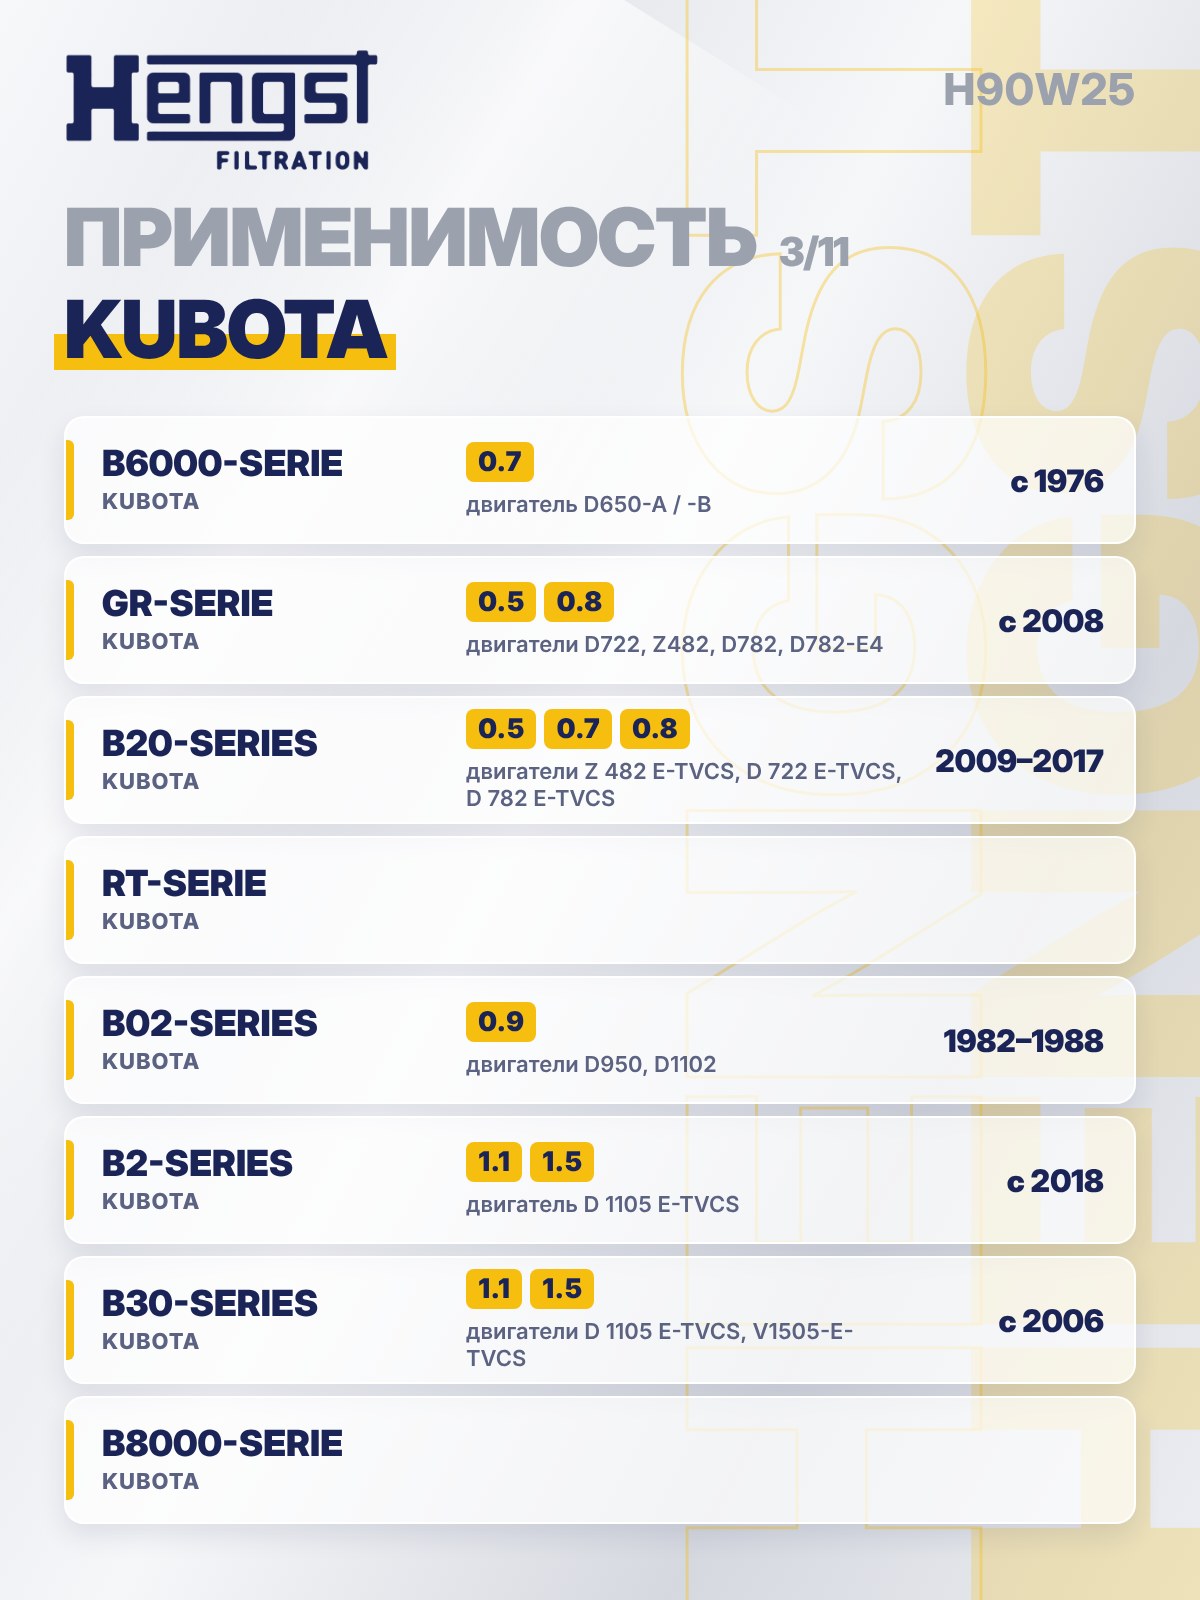 Hengst
FILTRATION
H90W25
ПРИМЕНИМОСТЬ 3/11
KUBOTA
B6000-SERIE
KUBOTA
0.7
двигатель D650-A / -B
с 1976
GR-SERIE
KUBOTA
0.5 0.8
двигатели D722, Z482, D782, D782-E4
с 2008
B20-SERIES
KUBOTA
0.5 0.7 0.8
двигатели Z 482 E-TVCS, D 722 E-TVCS,
D 782 E-TVCS
2009–2017
RT-SERIE
KUBOTA
B02-SERIES
KUBOTA
0.9
двигатели D950, D1102
1982–1988
B2-SERIES
KUBOTA
1.1 1.5
двигатель D 1105 E-TVCS
с 2018
B30-SERIES
KUBOTA
1.1 1.5
двигатели D 1105 E-TVCS, V1505-E-
TVCS
с 2006
B8000-SERIE
KUBOTA
HENGST
HENGST